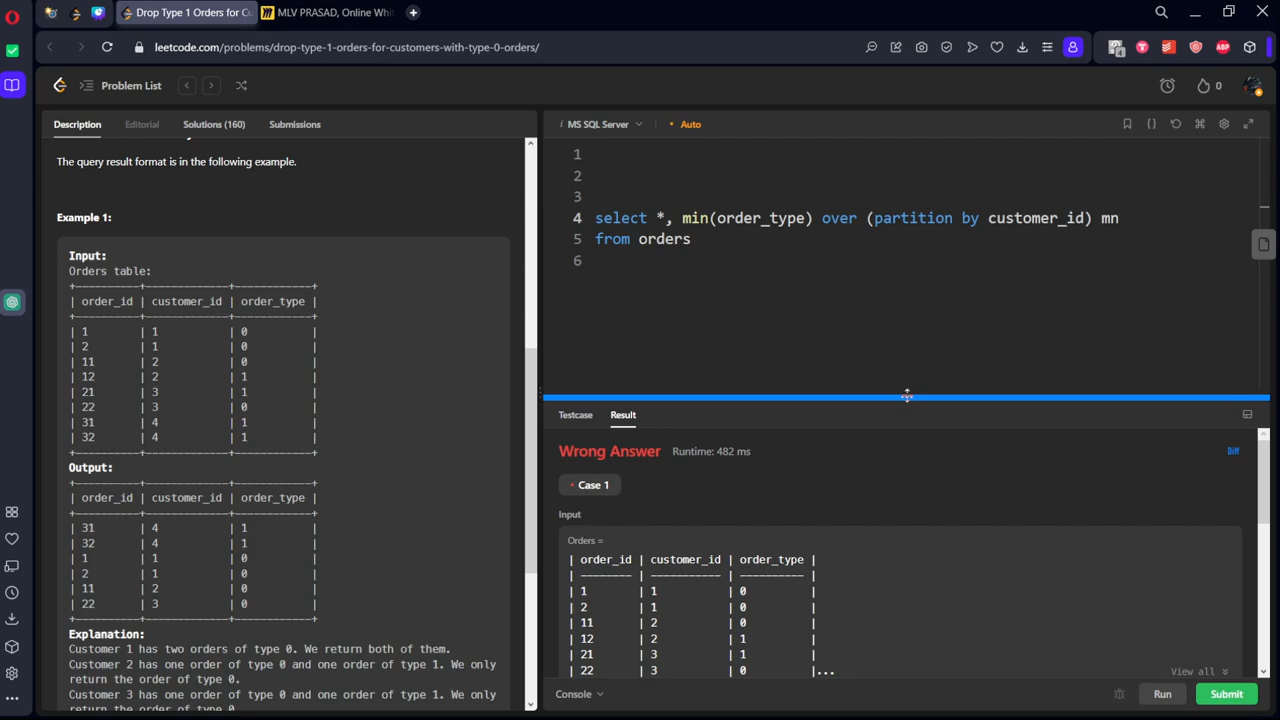 Drop Type 1 Orders for Cu
MLV PRASAD, Online Whi
leetcode.com/problems/drop-type-1-orders-for-customers-with-type-0-orders/
Problem List
0
Description
Editorial
Solutions (160)
Submissions
The query result format is in the following example.
Example 1:
Input:
Orders table:
+----------+-------------+------------+
| order_id | customer_id | order_type |
+----------+-------------+------------+
| 1 | 1 | 0 |
| 2 | 1 | 0 |
| 11 | 2 | 0 |
| 12 | 2 | 1 |
| 21 | 3 | 1 |
| 22 | 3 | 0 |
| 31 | 4 | 1 |
| 32 | 4 | 1 |
+----------+-------------+------------+
Output:
+----------+-------------+------------+
| order_id | customer_id | order_type |
+----------+-------------+------------+
| 31 | 4 | 1 |
| 32 | 4 | 1 |
| 1 | 1 | 0 |
| 2 | 1 | 0 |
| 11 | 2 | 0 |
| 22 | 3 | 0 |
+----------+-------------+------------+
Explanation:
Customer 1 has two orders of type 0. We return both of them.
Customer 2 has one order of type 0 and one order of type 1. We only
return the order of type 0.
Customer 3 has one order of type 0 and one order of type 1. We only
return the order of type 0.
i MS SQL Server
• Auto
1
2
3
4 select *, min(order_type) over (partition by customer_id) mn
5 from orders
6
Testcase
Result
Wrong Answer
Runtime: 482 ms
Diff
• Case 1
Input
Orders =
| order_id | customer_id | order_type |
| -------- | ----------- | ---------- |
| 1 | 1 | 0 |
| 2 | 1 | 0 |
| 11 | 2 | 0 |
| 12 | 2 | 1 |
| 21 | 3 | 1 |
| 22 | 3 | 0 |...
View all
Console
Run
Submit